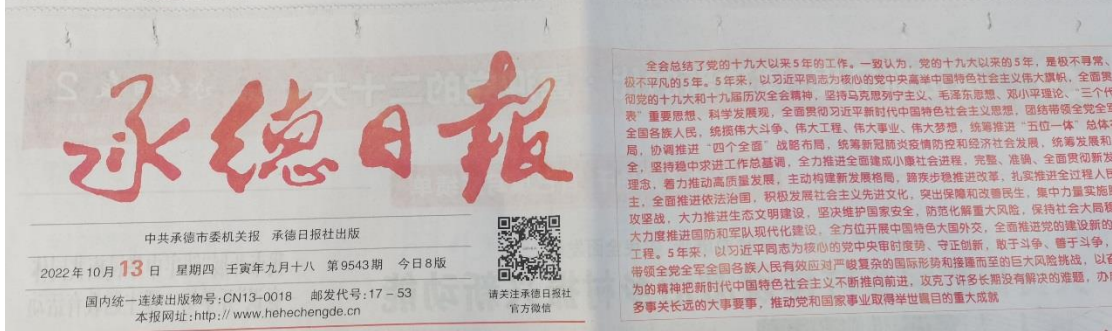 承德日報
中共承德市委机关报 承德日报社出版
2022年10月13日 星期四 壬寅年九月十八 第9543期 今日8版
国内统一连续出版物号:CN13-0018 邮发代号:17-53
本报网址:http://www.hehechengde.cn
请关注承德日报社
官方微信
全会总结了党的十九大以来5年的工作。一致认为，党的十九大以来的5年，是极不寻常、
极不平凡的5年。5年来，以习近平同志为核心的党中央高举中国特色社会主义伟大旗帜，全面贯
彻党的十九大和十九届历次全会精神，坚持马克思列宁主义、毛泽东思想、邓小平理论、“三个代
表”重要思想、科学发展观，全面贯彻习近平新时代中国特色社会主义思想，团结带领全党全军
全国各族人民，统揽伟大斗争、伟大工程、伟大事业、伟大梦想，统筹推进“五位一体”总体
局，协调推进“四个全面”战略布局，统筹新冠肺炎疫情防控和经济社会发展，统筹发展和
全，坚持稳中求进工作总基调，全力推进全面建成小康社会进程，完整、准确、全面贯彻新发
理念，着力推动高质量发展，主动构建新发展格局，蹄疾步稳推进改革，扎实推进全过程人民
主，全面推进依法治国，积极发展社会主义先进文化，突出保障和改善民生，集中力量实施
攻坚战，大力推进生态文明建设，坚决维护国家安全，防范化解重大风险，保持社会大局稳
大力度推进国防和军队现代化建设，全方位开展中国特色大国外交，全面推进党的建设新的
工程。5年来，以习近平同志为核心的党中央审时度势、守正创新，敢于斗争、善于斗争，
带领全党全军全国各族人民有效应对严峻复杂的国际形势和接踵而至的巨大风险挑战，以奋
为的精神把新时代中国特色社会主义不断推向前进，攻克了许多长期没有解决的难题，办
多事关长远的大事要事，推动党和国家事业取得举世瞩目的重大成就